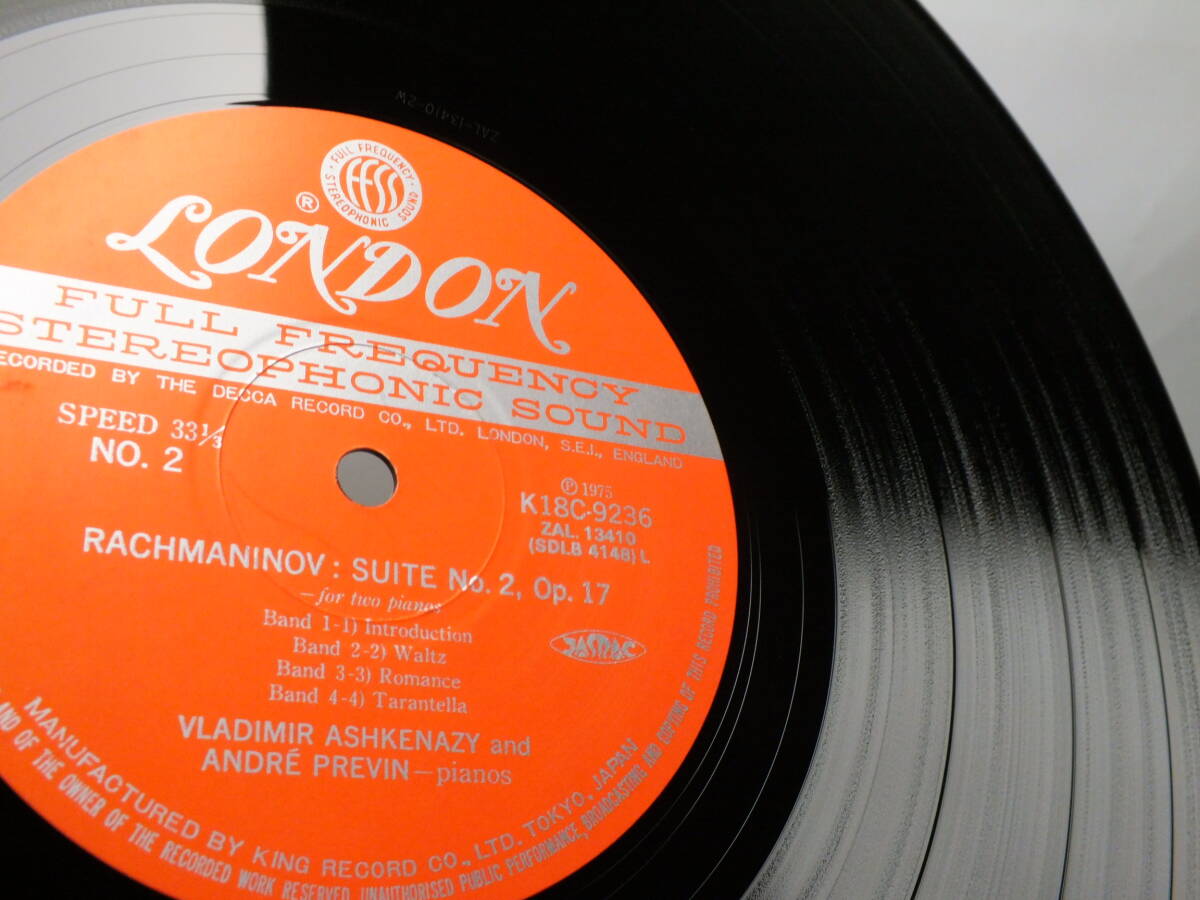 ZAL-13410-2W
FULL FREQUENCY
FFSS
STEREOPHONIC SOUND
®
LONDON
FULL FREQUENCY
STEREOPHONIC SOUND
RECORDED BY THE DECCA RECORD CO., LTD. LONDON, S.E.I., ENGLAND
SPEED 33⅓
NO. 2
℗ 1975
K18C-9236
ZAL. 13410
(SDLB 4148) L
RACHMANINOV : SUITE No. 2, Op. 17
—for two pianos
Band 1-1) Introduction
Band 2-2) Waltz
Band 3-3) Romance
Band 4-4) Tarantella
JASRAC
VLADIMIR ASHKENAZY and
ANDRÉ PREVIN—pianos
MANUFACTURED BY KING RECORD CO., LTD. TOKYO, JAPAN
AND OF THE OWNER OF THE RECORDED WORK RESERVED. UNAUTHORISED PUBLIC PERFORMANCE, BROADCASTING AND COPYING OF THIS RECORD PROHIBITED